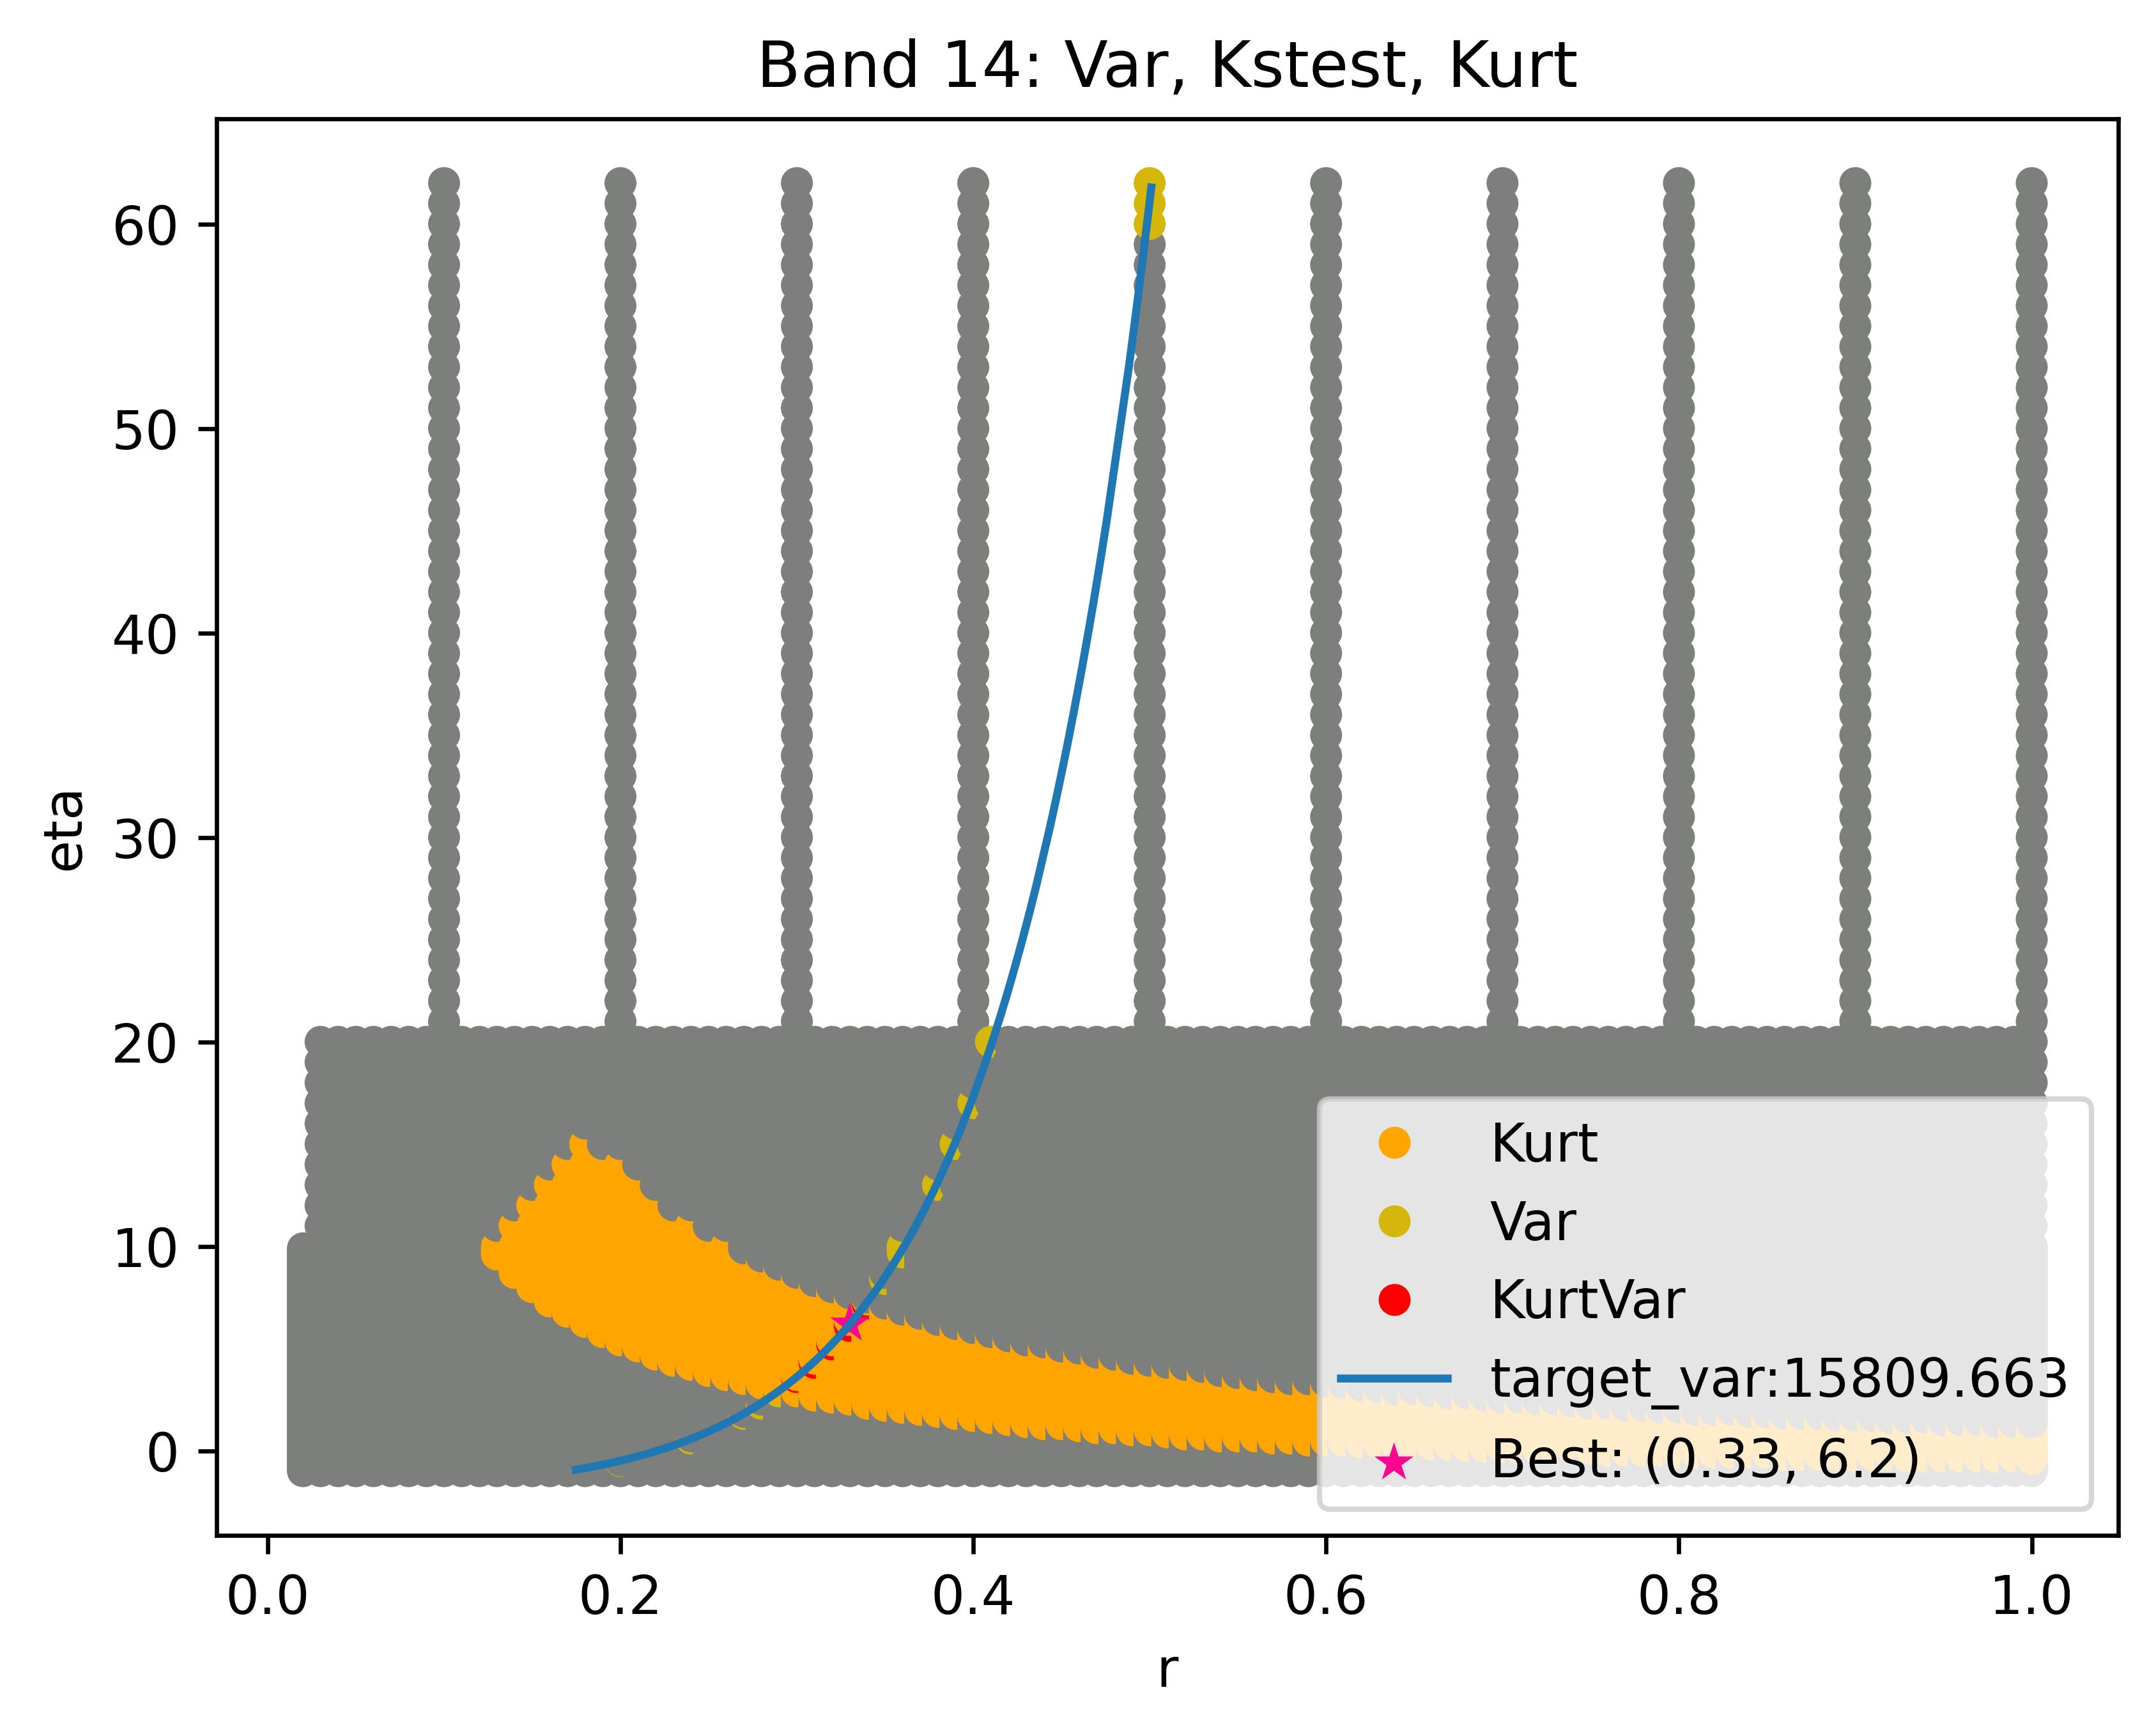 Band 14: Var, Kstest, Kurt
eta
60
50
40
30
20
10
0
Kurt
Var
KurtVar
target_var:15809.663
Best: (0.33, 6.2)
0.0 0.2 0.4 0.6 0.8 1.0
r